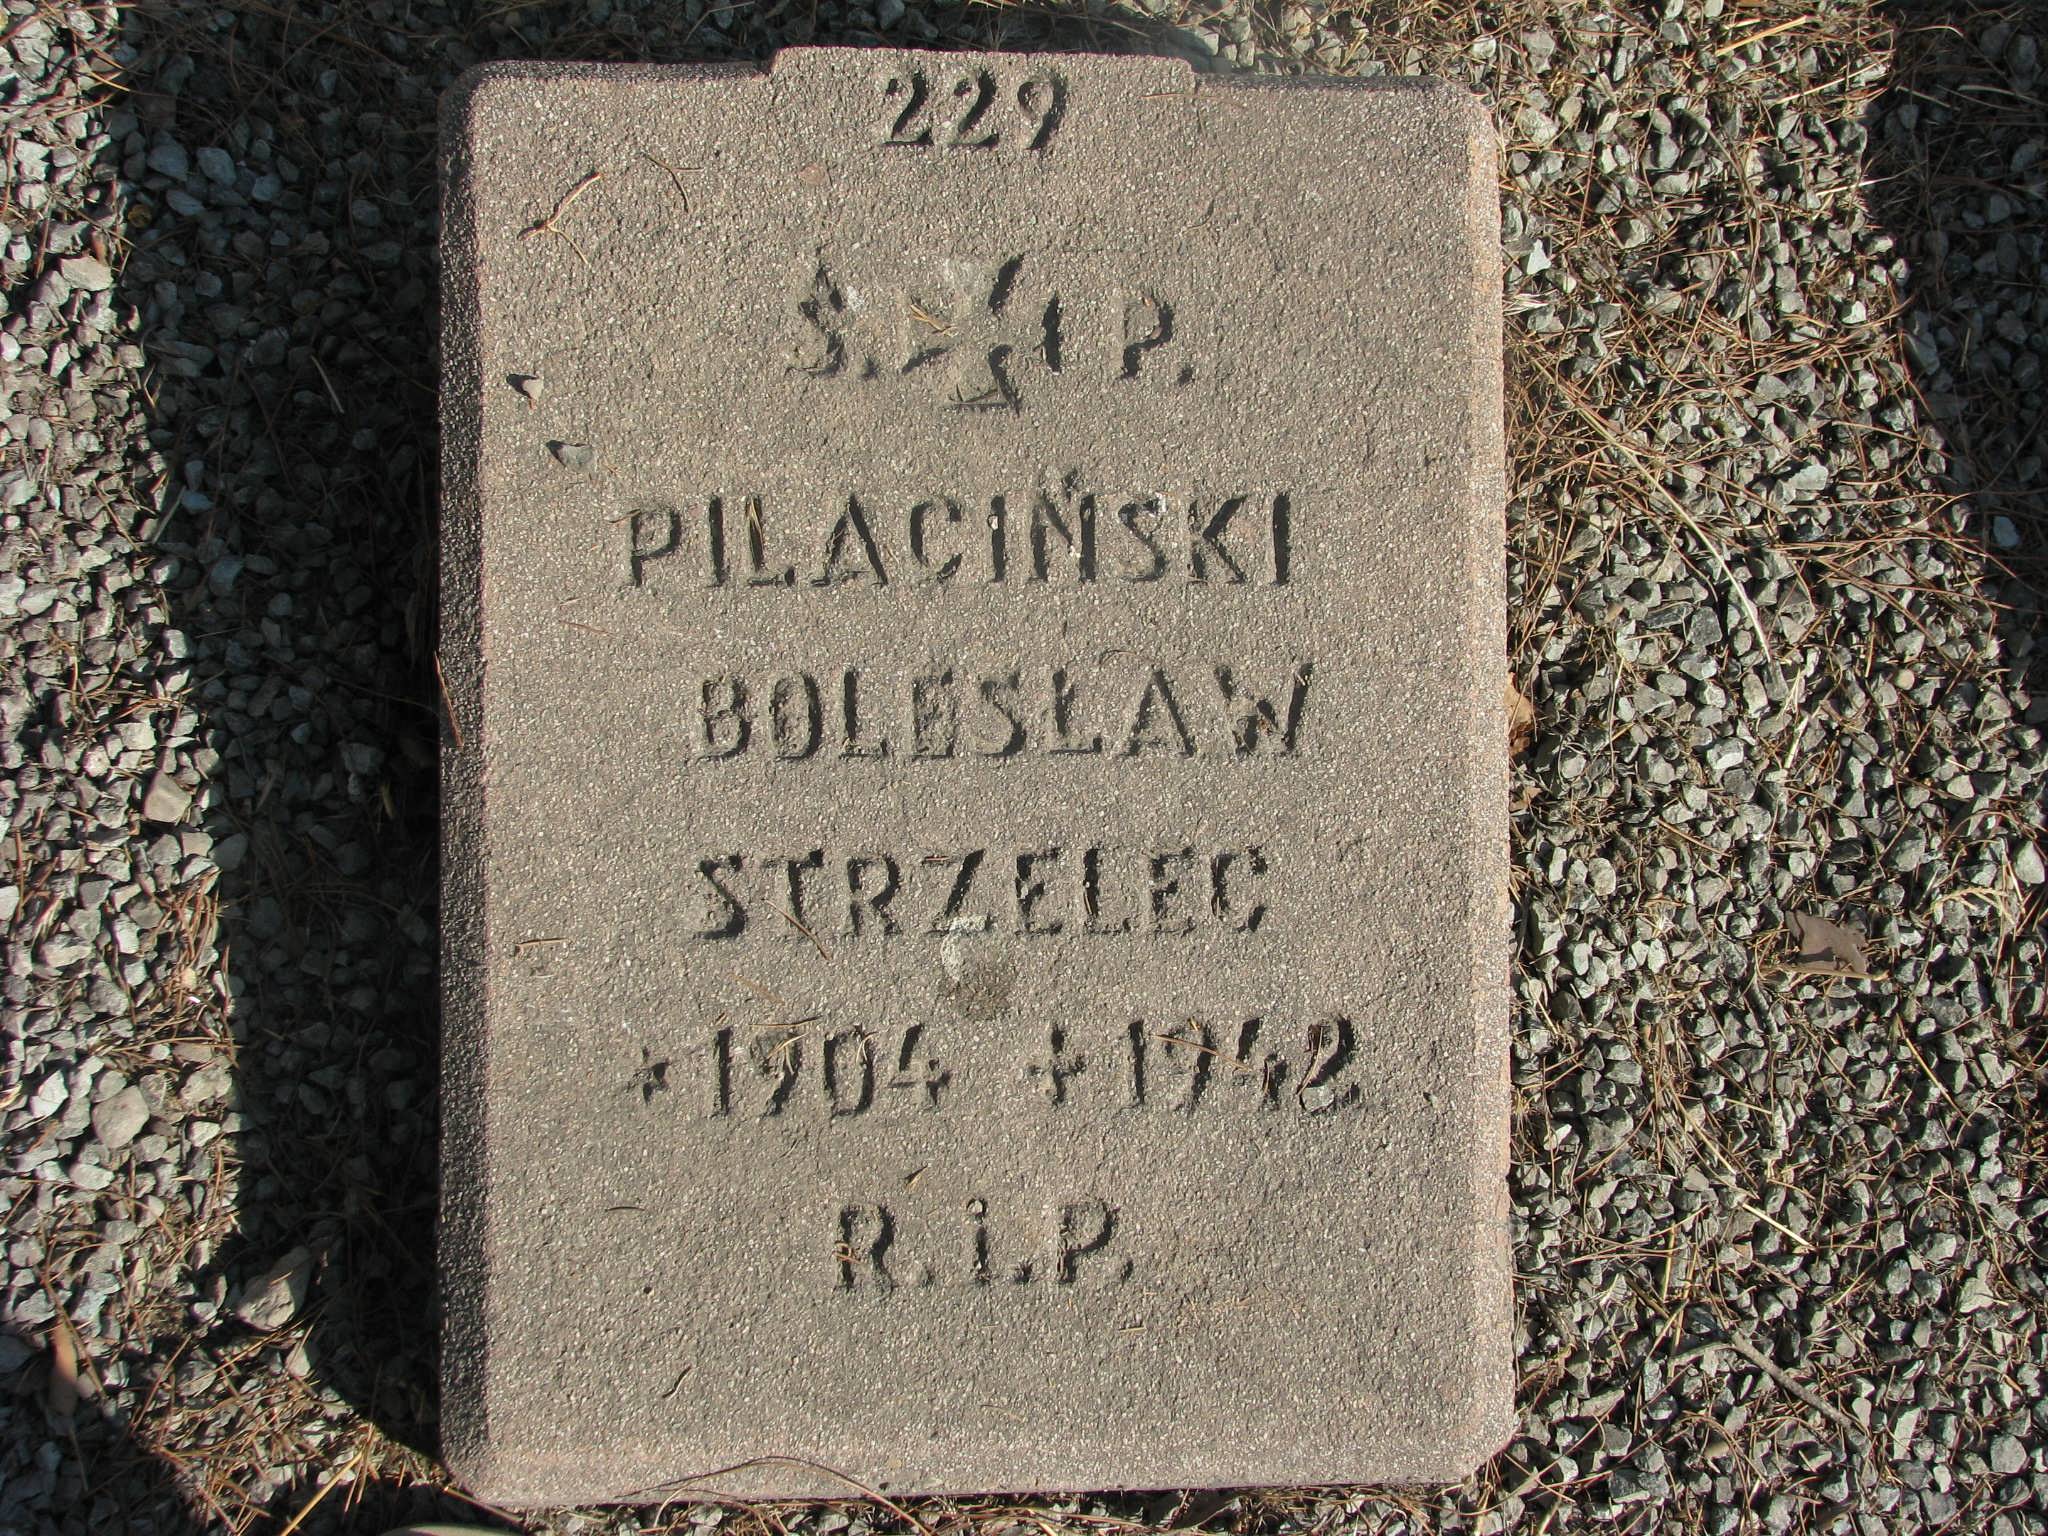 229
Ś. P.
PILACIŃSKI
BOLESŁAW
STRZELEC
* 1904 + 1942
R.I.P.